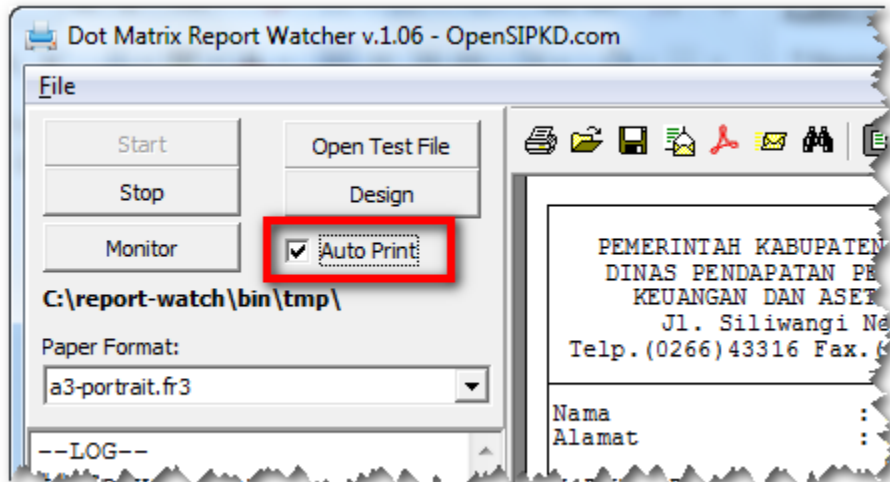 Dot Matrix Report Watcher v.1.06 - OpenSIPKD.com
File
Start
Open Test File
Stop
Design
Monitor
Auto Print
C:\report-watch\bin\tmp\
Paper Format:
a3-portrait.fr3
--LOG--
PEMERINTAH KABUPATEN
DINAS PENDAPATAN PE
KEUANGAN DAN ASET
Jl. Siliwangi No
Telp.(0266)43316 Fax.(
Nama :
Alamat :